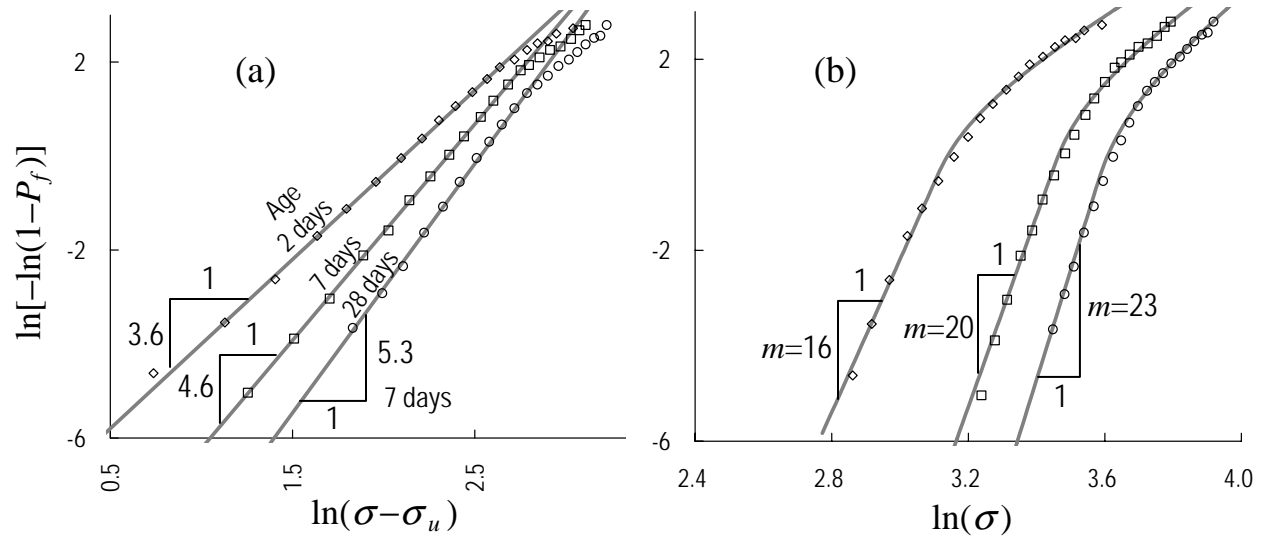 (a)
ln[−ln(1−P_f)]
2
-2
-6
0.5
1.5
2.5
ln(σ−σ_u)
Age
2 days
7 days
28 days
1
3.6
1
4.6
5.3
1
7 days
(b)
2
-2
-6
2.4
2.8
3.2
3.6
4.0
ln(σ)
1
m=16
1
m=20
m=23
1